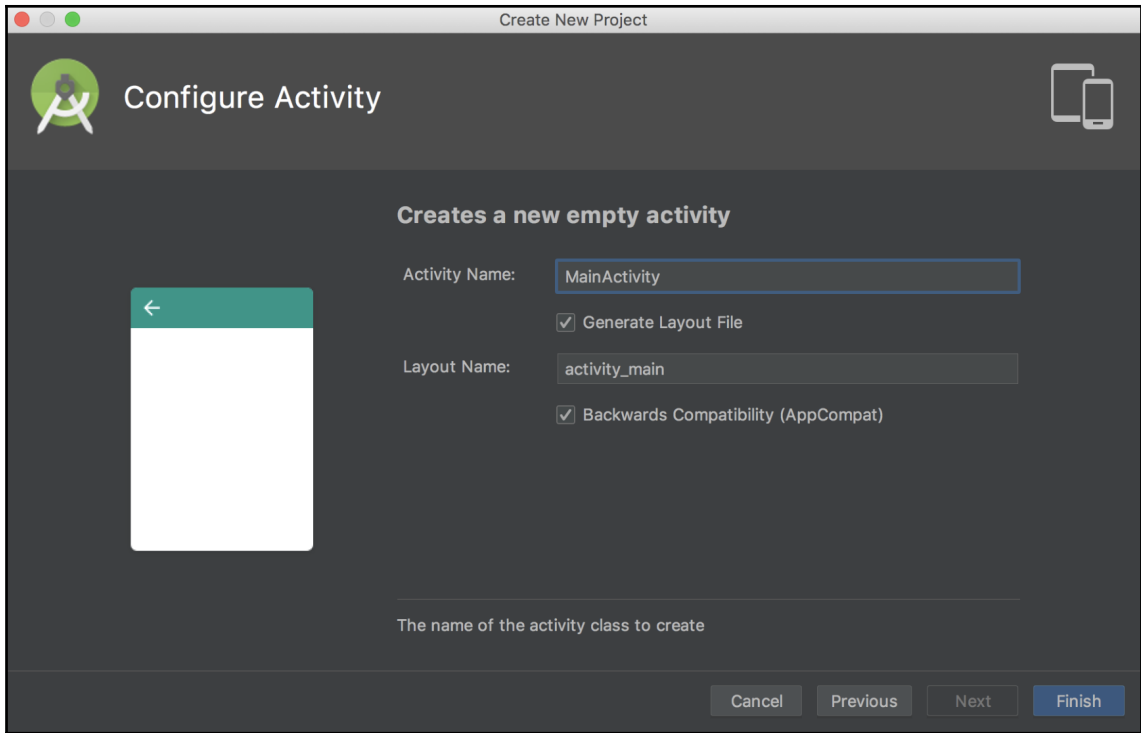 Create New Project
Configure Activity
Creates a new empty activity
Activity Name: MainActivity
Generate Layout File
Layout Name: activity_main
Backwards Compatibility (AppCompat)
The name of the activity class to create
Cancel Previous Next Finish